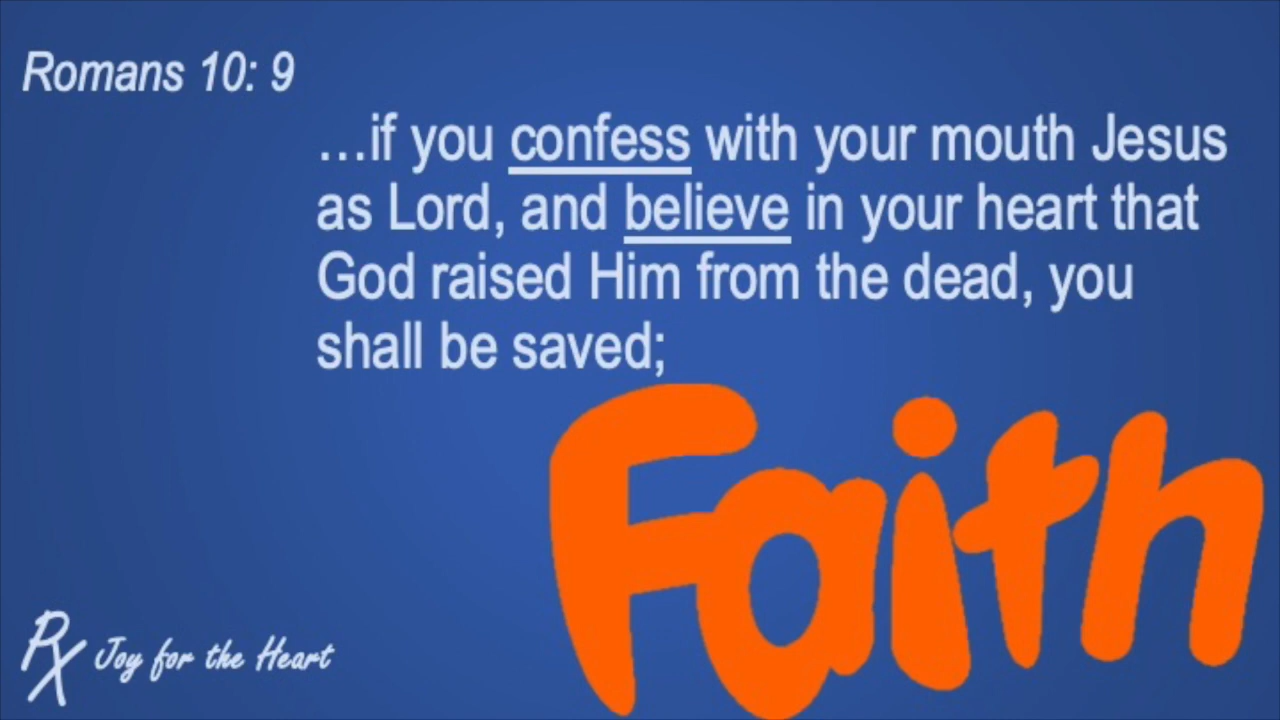 Romans 10: 9
…if you confess with your mouth Jesus
as Lord, and believe in your heart that
God raised Him from the dead, you
shall be saved;
Faith
Rx Joy for the Heart